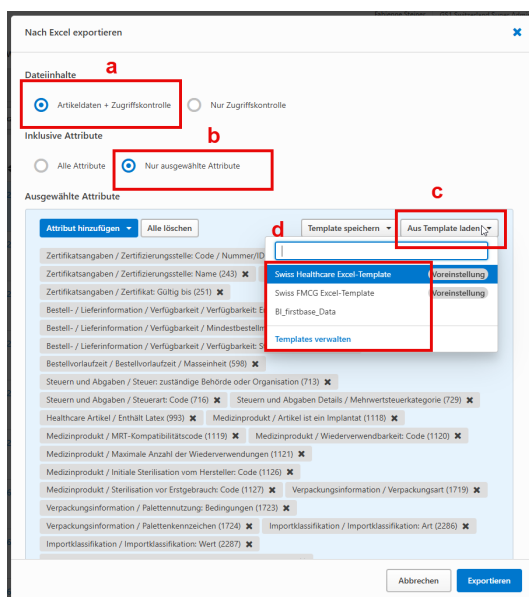 Nach Excel exportieren
Dateiinhalte
a
Artikeldaten + Zugriffskontrolle
Nur Zugriffskontrolle
b
Inklusive Attribute
Alle Attribute
Nur ausgewählte Attribute
c
Ausgewählte Attribute
d
Attribut hinzufügen
Alle löschen
Template speichern
Aus Template laden
Zertifikatsangaben / Zertifizierungsstelle: Code / Nummer/ID
Zertifikatsangaben / Zertifizierungsstelle: Name (243)
Swiss Healthcare Excel-Template
Voreinstellung
Zertifikatsangaben / Zertifikat: Gültig bis (251)
Swiss FMCG Excel-Template
Voreinstellung
Bestell- / Lieferinformation / Verfügbarkeit / Verfügbarkeit:
BI_firstbase_Data
Bestell- / Lieferinformation / Verfügbarkeit / Mindestbestellm
Bestell- / Lieferinformation / Verfügbarkeit / Verfügbarkeit:
Templates verwalten
Bestellvorlaufzeit / Bestellvorlaufzeit / Masseinheit (598)
Steuern und Abgaben / Steuer: zuständige Behörde oder Organisation (713)
Steuern und Abgaben / Steuerart: Code (716)
Steuern und Abgaben Details / Mehrwertsteuerkategorie (729)
Healthcare Artikel / Enthält Latex (993)
Medizinprodukt / Artikel ist ein Implantat (1118)
Medizinprodukt / MRT-Kompatibilitätscode (1119)
Medizinprodukt / Wiederverwendbarkeit: Code (1120)
Medizinprodukt / Maximale Anzahl der Wiederverwendungen (1121)
Medizinprodukt / Initiale Sterilisation vom Hersteller: Code (1126)
Medizinprodukt / Sterilisation vor Erstgebrauch: Code (1127)
Verpackungsinformation / Verpackungsart (1719)
Verpackungsinformation / Palettennutzung: Bedingungen (1723)
Verpackungsinformation / Palettenkennzeichen (1724)
Importklassifikation / Importklassifikation: Art (2286)
Importklassifikation / Importklassifikation: Wert (2287)
Abbrechen
Exportieren